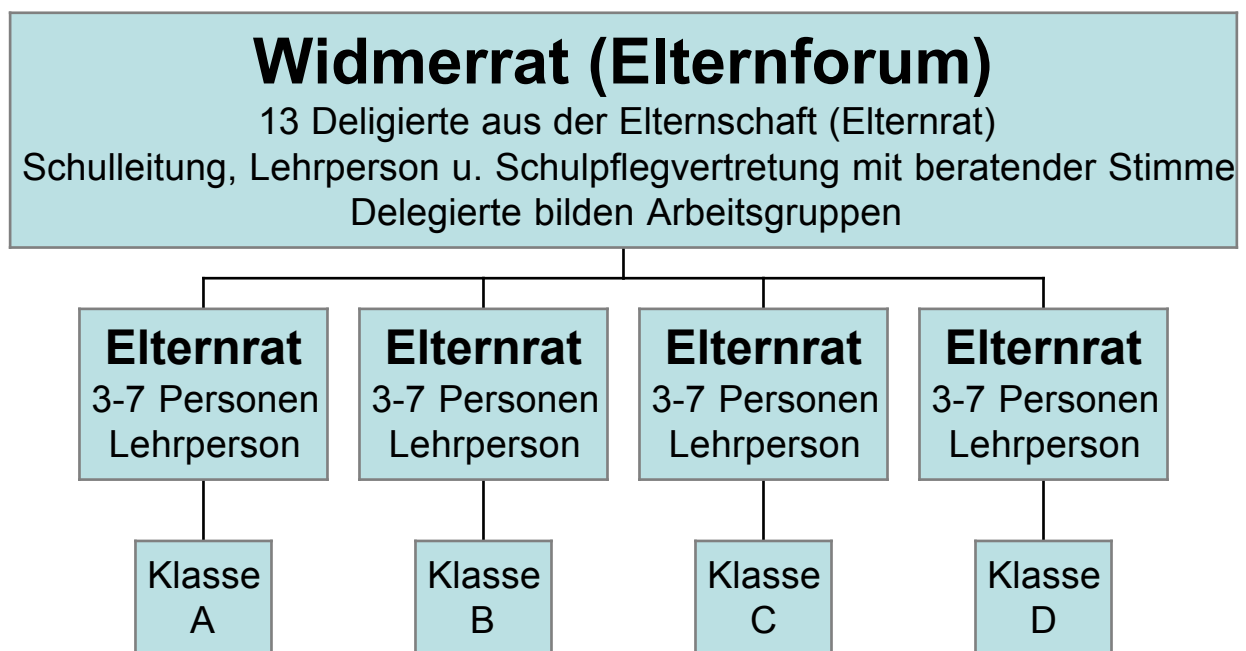 Widmerrat (Elternforum)
13 Deligierte aus der Elternschaft (Elternrat)
Schulleitung, Lehrperson u. Schulpflegvertretung mit beratender Stimme
Delegierte bilden Arbeitsgruppen
Elternrat
3-7 Personen
Lehrperson
Elternrat
3-7 Personen
Lehrperson
Elternrat
3-7 Personen
Lehrperson
Elternrat
3-7 Personen
Lehrperson
Klasse
A
Klasse
B
Klasse
C
Klasse
D